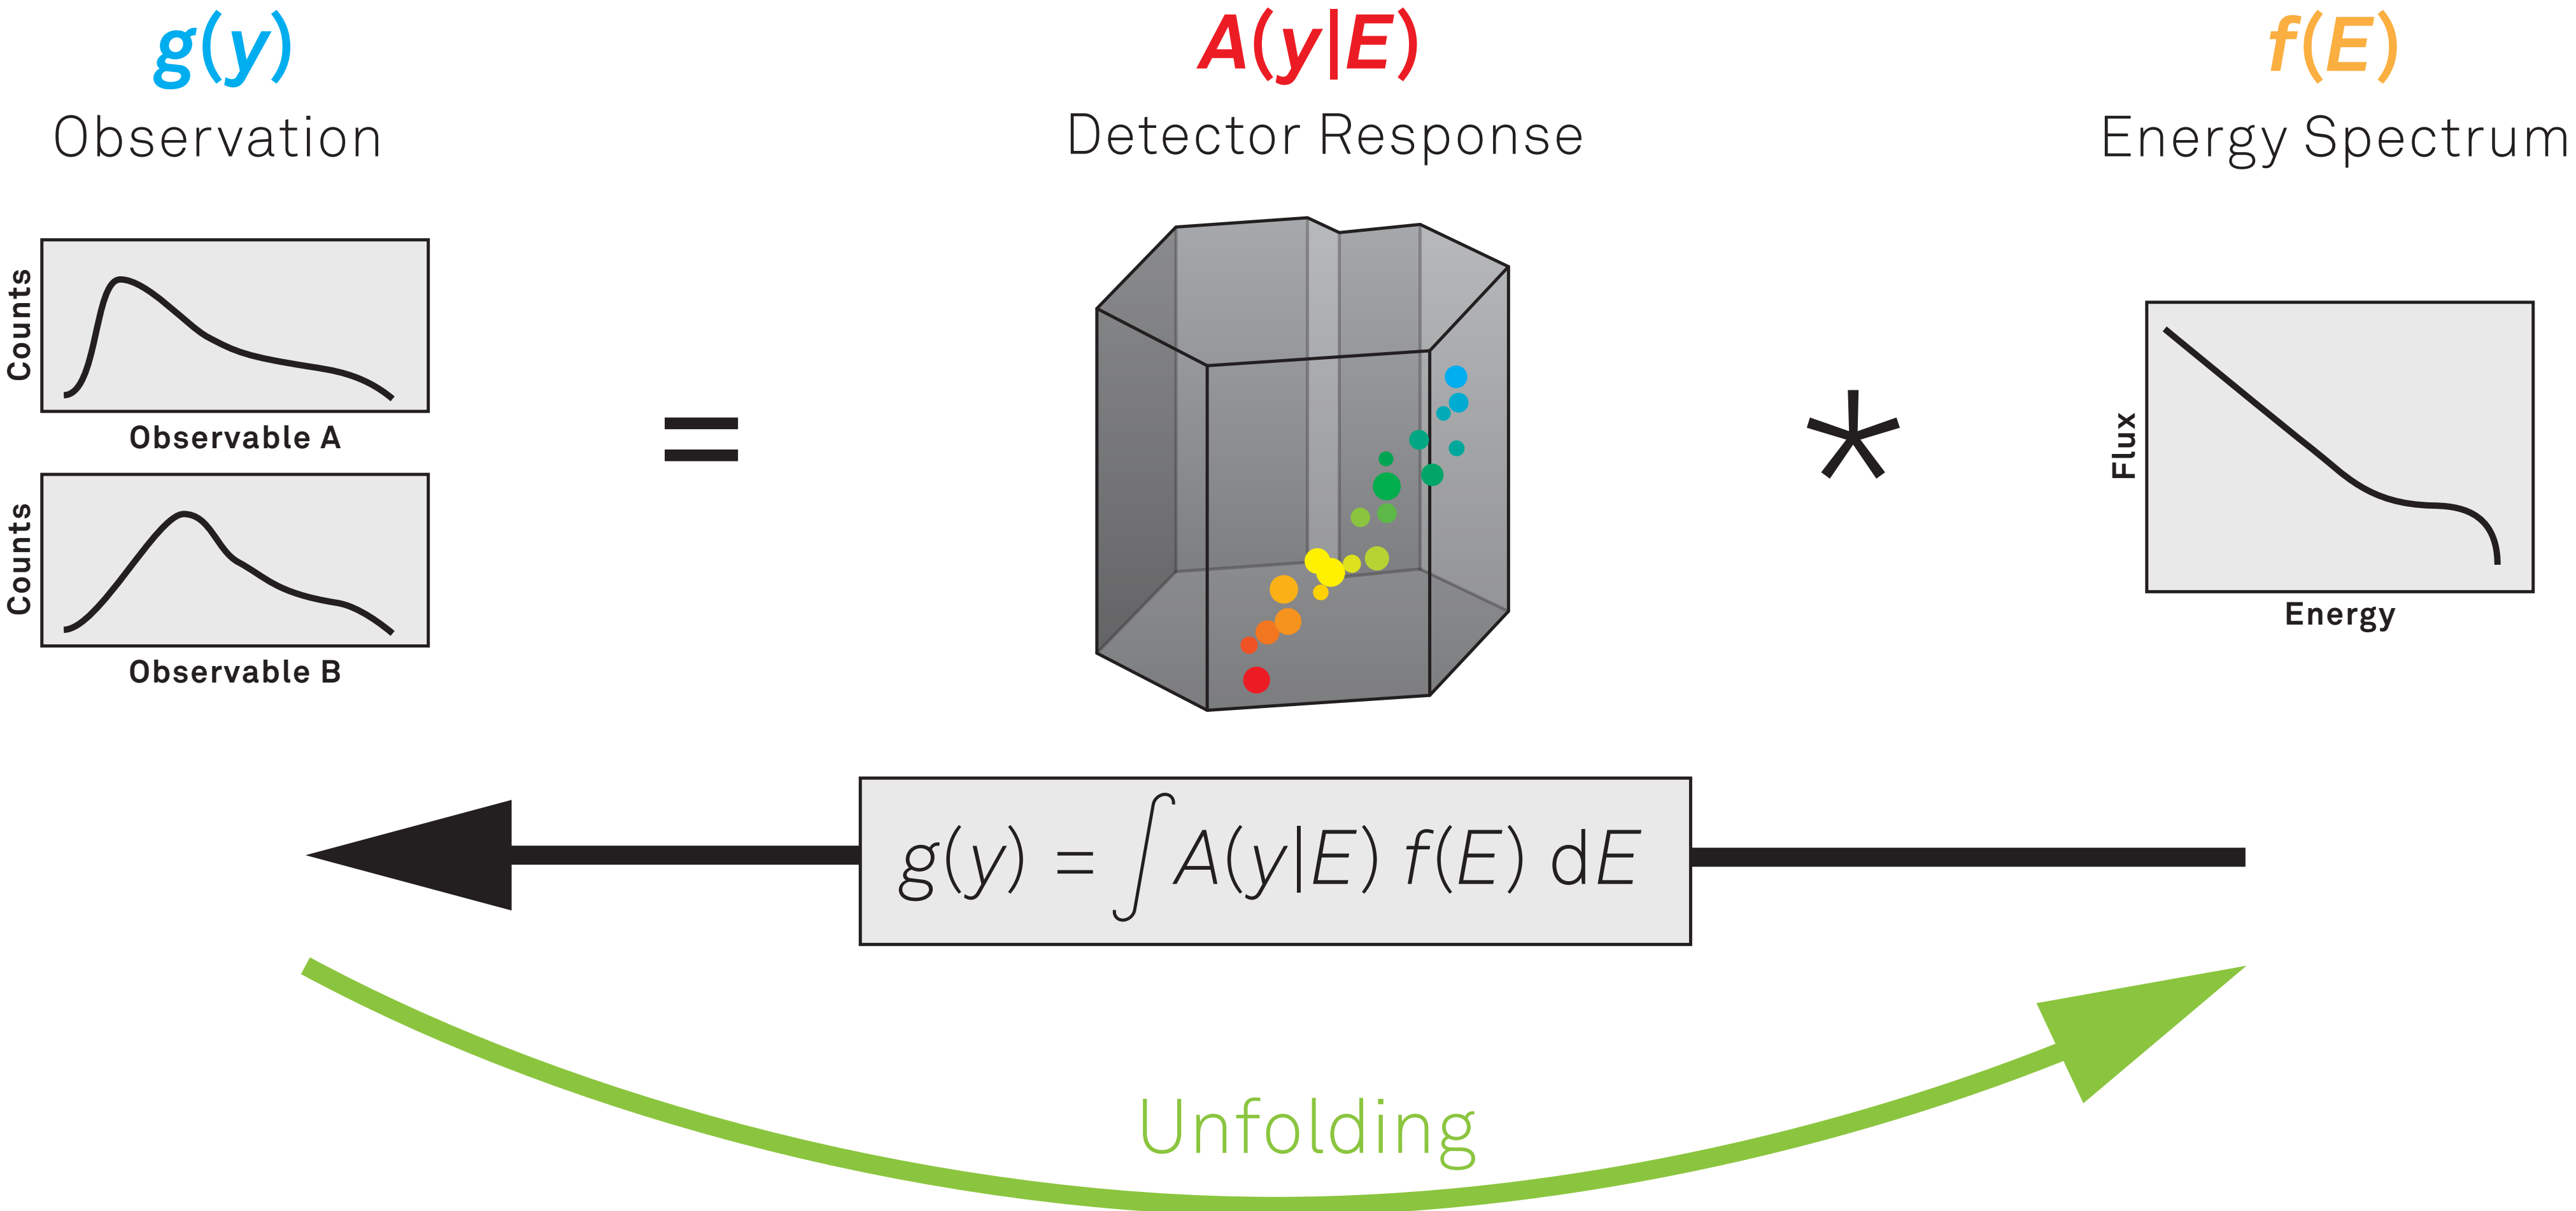 g(y)
Observation
A(y|E)
Detector Response
f(E)
Energy Spectrum
Counts
Observable A
Counts
Observable B
=
*
Flux
Energy
g(y) = ∫A(y|E) f(E) dE
Unfolding